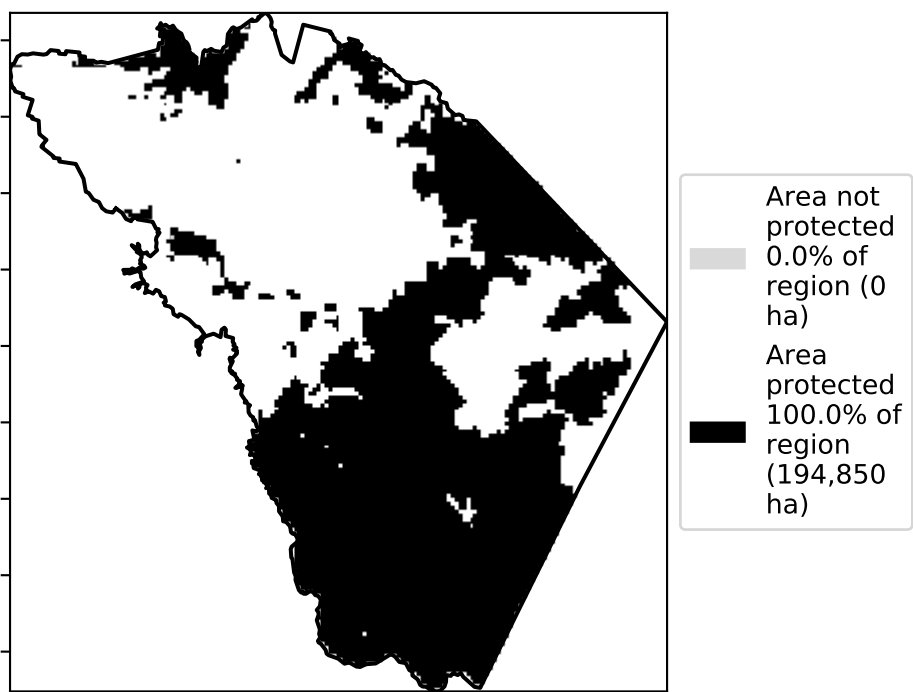 Area not
protected
0.0% of
region (0
ha)
Area
protected
100.0% of
region
(194,850
ha)